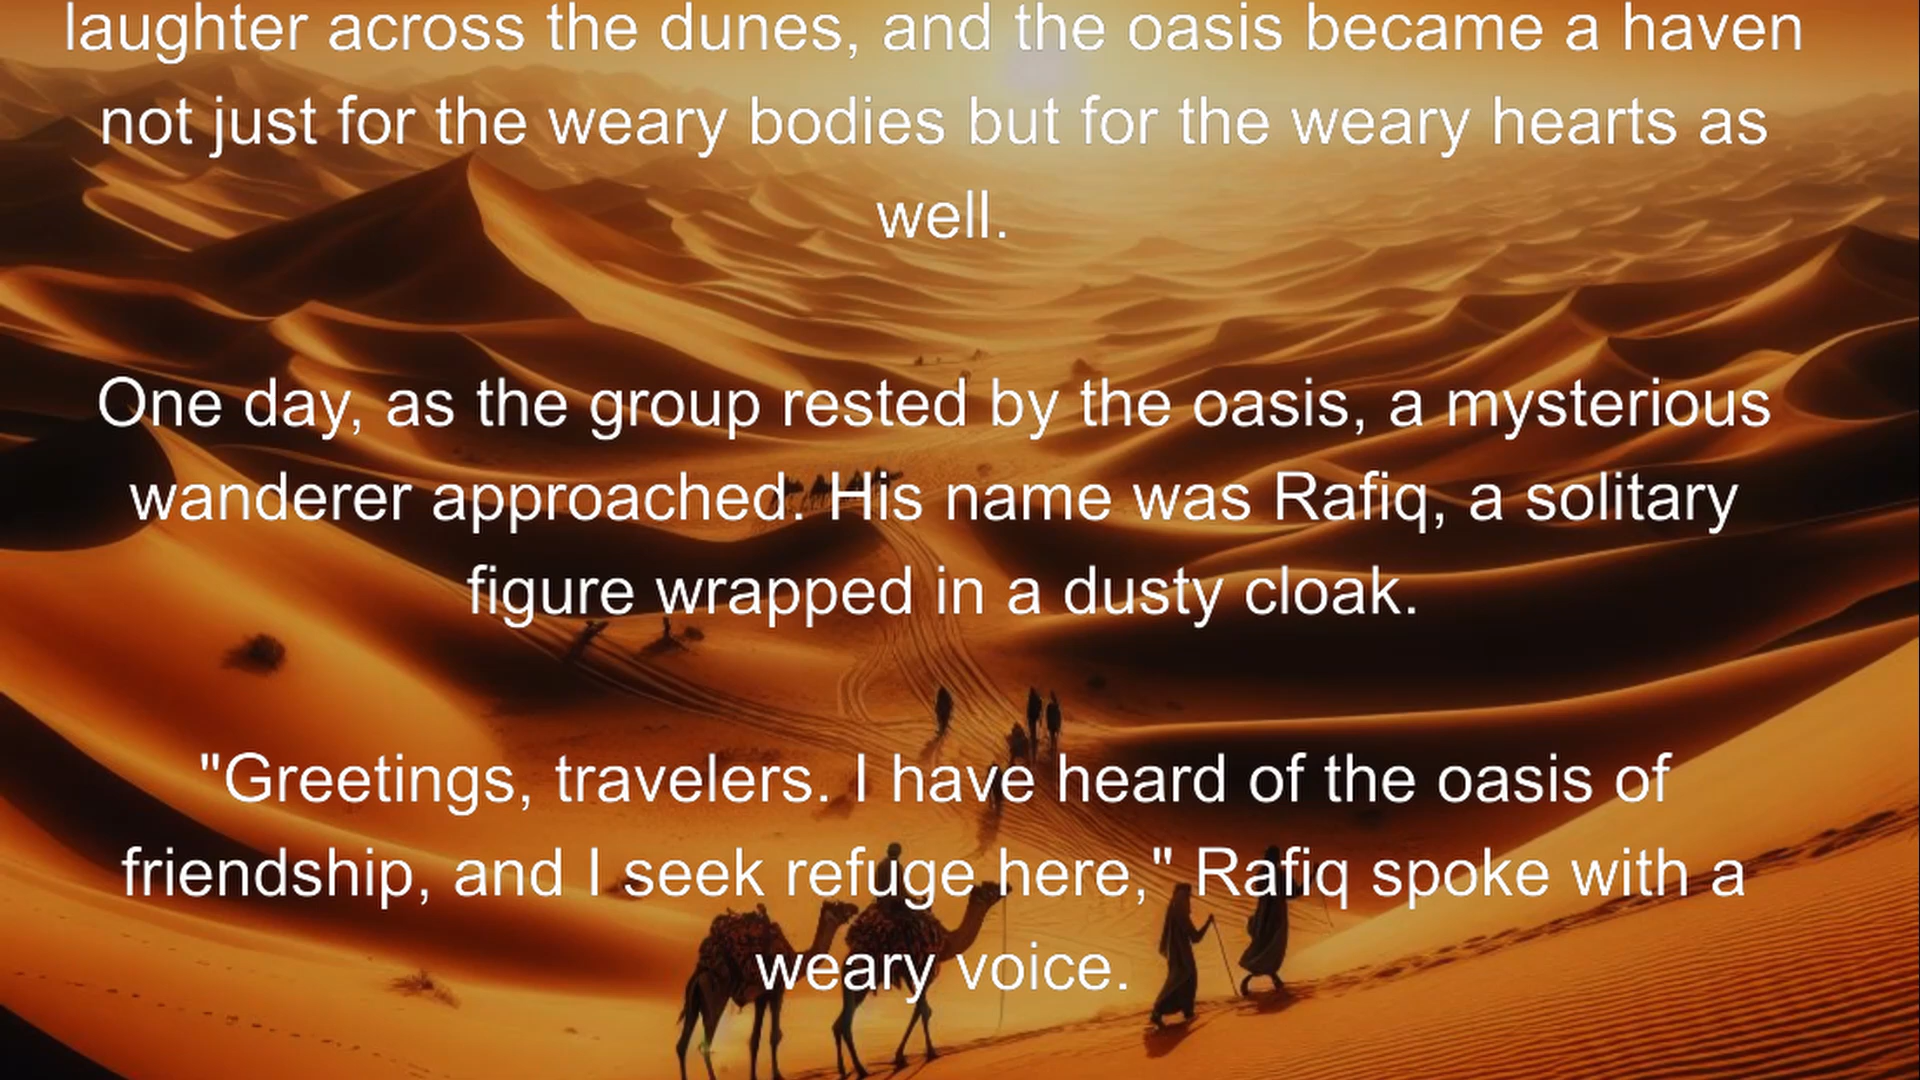 laughter across the dunes, and the oasis became a haven
not just for the weary bodies but for the weary hearts as
well.
One day, as the group rested by the oasis, a mysterious
wanderer approached. His name was Rafiq, a solitary
figure wrapped in a dusty cloak.
"Greetings, travelers. I have heard of the oasis of
friendship, and I seek refuge here," Rafiq spoke with a
weary voice.